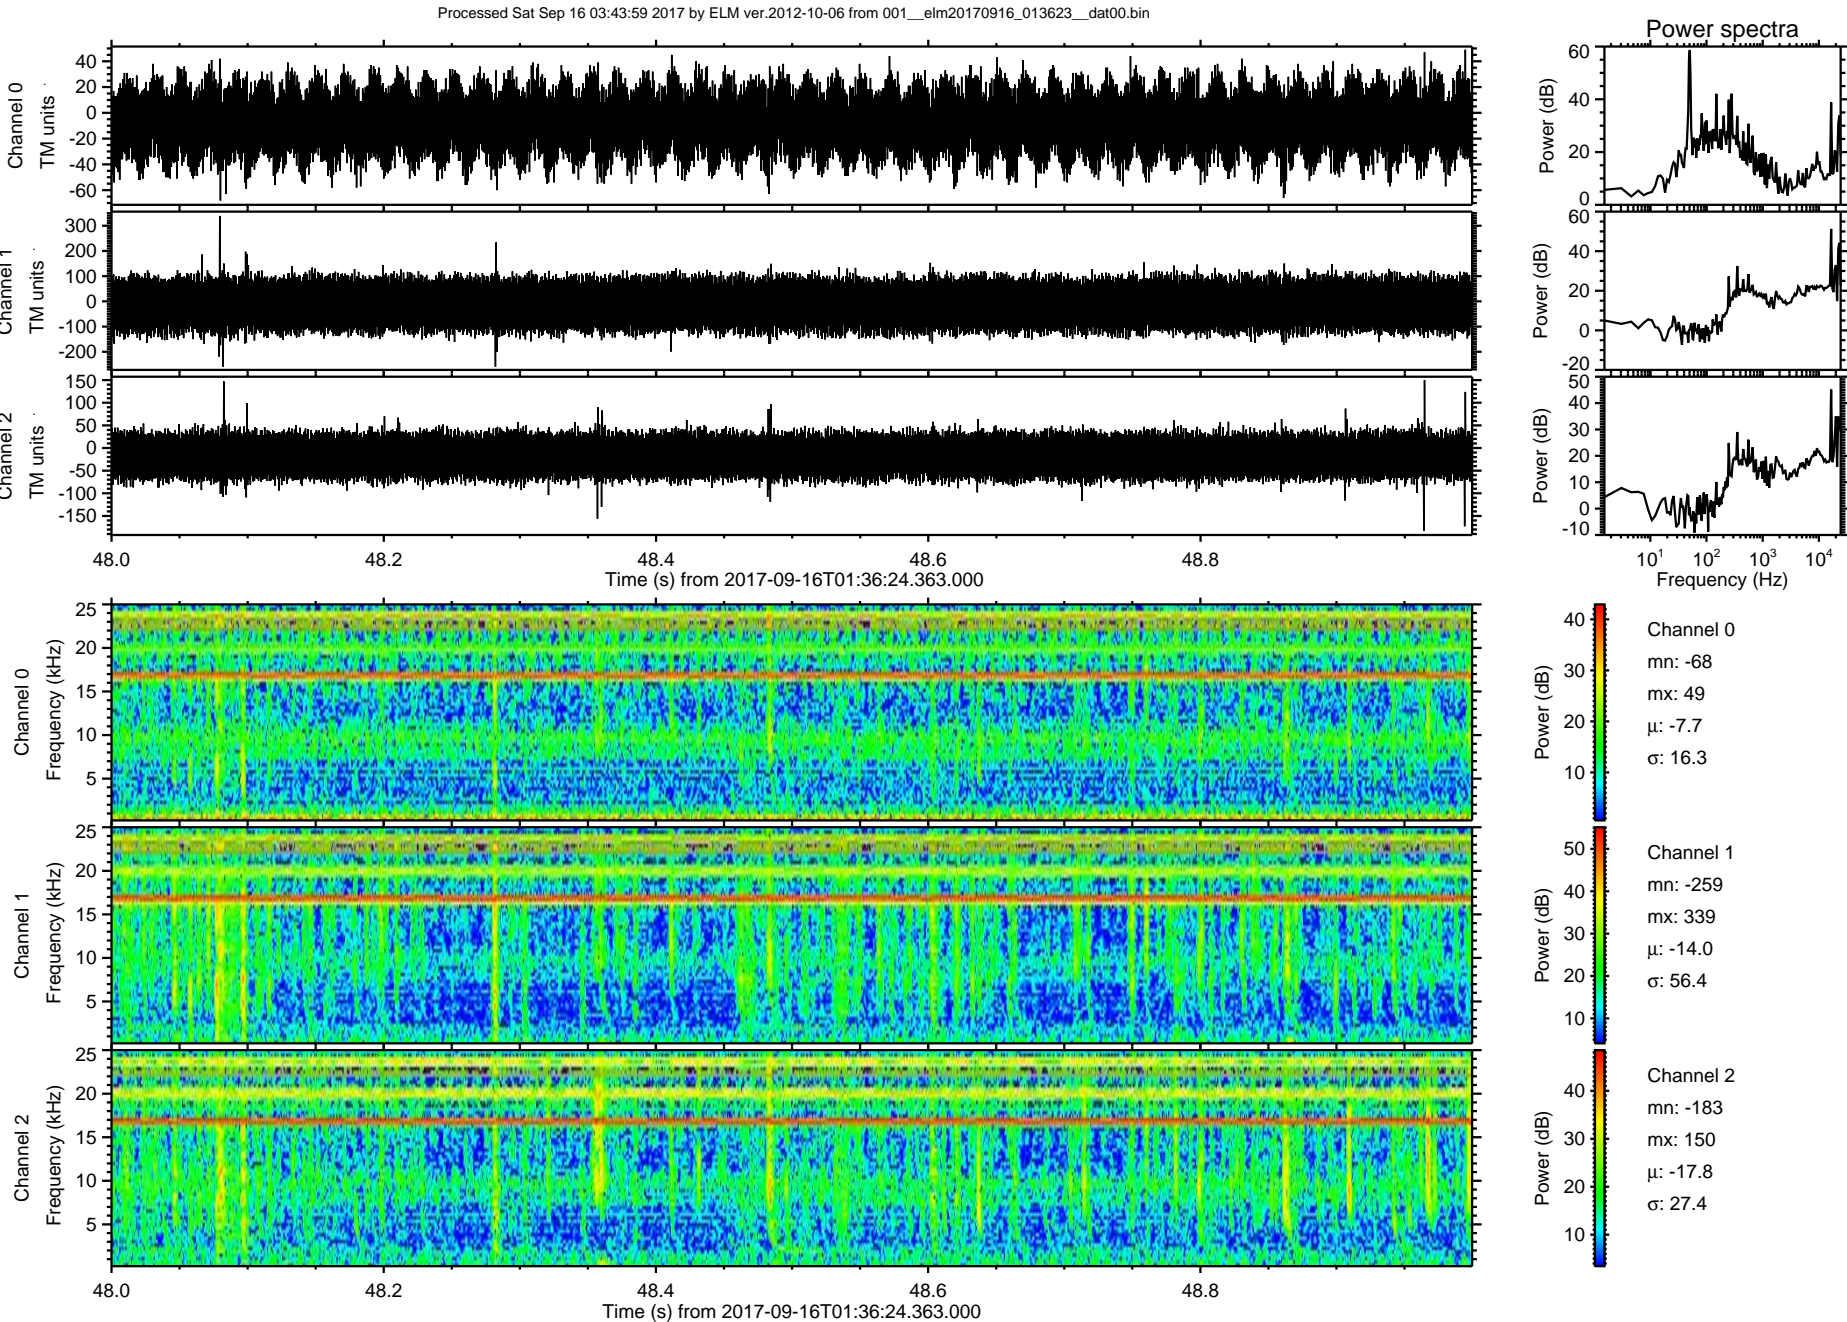 Processed Sat Sep 16 03:43:59 2017 by ELM ver.2012-10-06 from 001__elm20170916_013623__dat00.bin
Power spectra
Channel 0
TM units
40
20
0
-20
-40
-60
Power (dB)
60
40
20
0
Channel 1
TM units
300
200
100
0
-100
-200
Power (dB)
60
40
20
0
-20
Channel 2
TM units
150
100
50
0
-50
-100
-150
Power (dB)
50
40
30
20
10
0
-10
48.0 48.2 48.4 48.6 48.8
Time (s) from 2017-09-16T01:36:24.363.000
10^1 10^2 10^3 10^4
Frequency (Hz)
Channel 0
Frequency (kHz)
25
20
15
10
5
Power (dB)
40
30
20
10
Channel 0
mn: -68
mx: 49
μ: -7.7
σ: 16.3
Channel 1
Frequency (kHz)
25
20
15
10
5
Power (dB)
50
40
30
20
10
Channel 1
mn: -259
mx: 339
μ: -14.0
σ: 56.4
Channel 2
Frequency (kHz)
25
20
15
10
5
Power (dB)
40
30
20
10
Channel 2
mn: -183
mx: 150
μ: -17.8
σ: 27.4
48.0 48.2 48.4 48.6 48.8
Time (s) from 2017-09-16T01:36:24.363.000